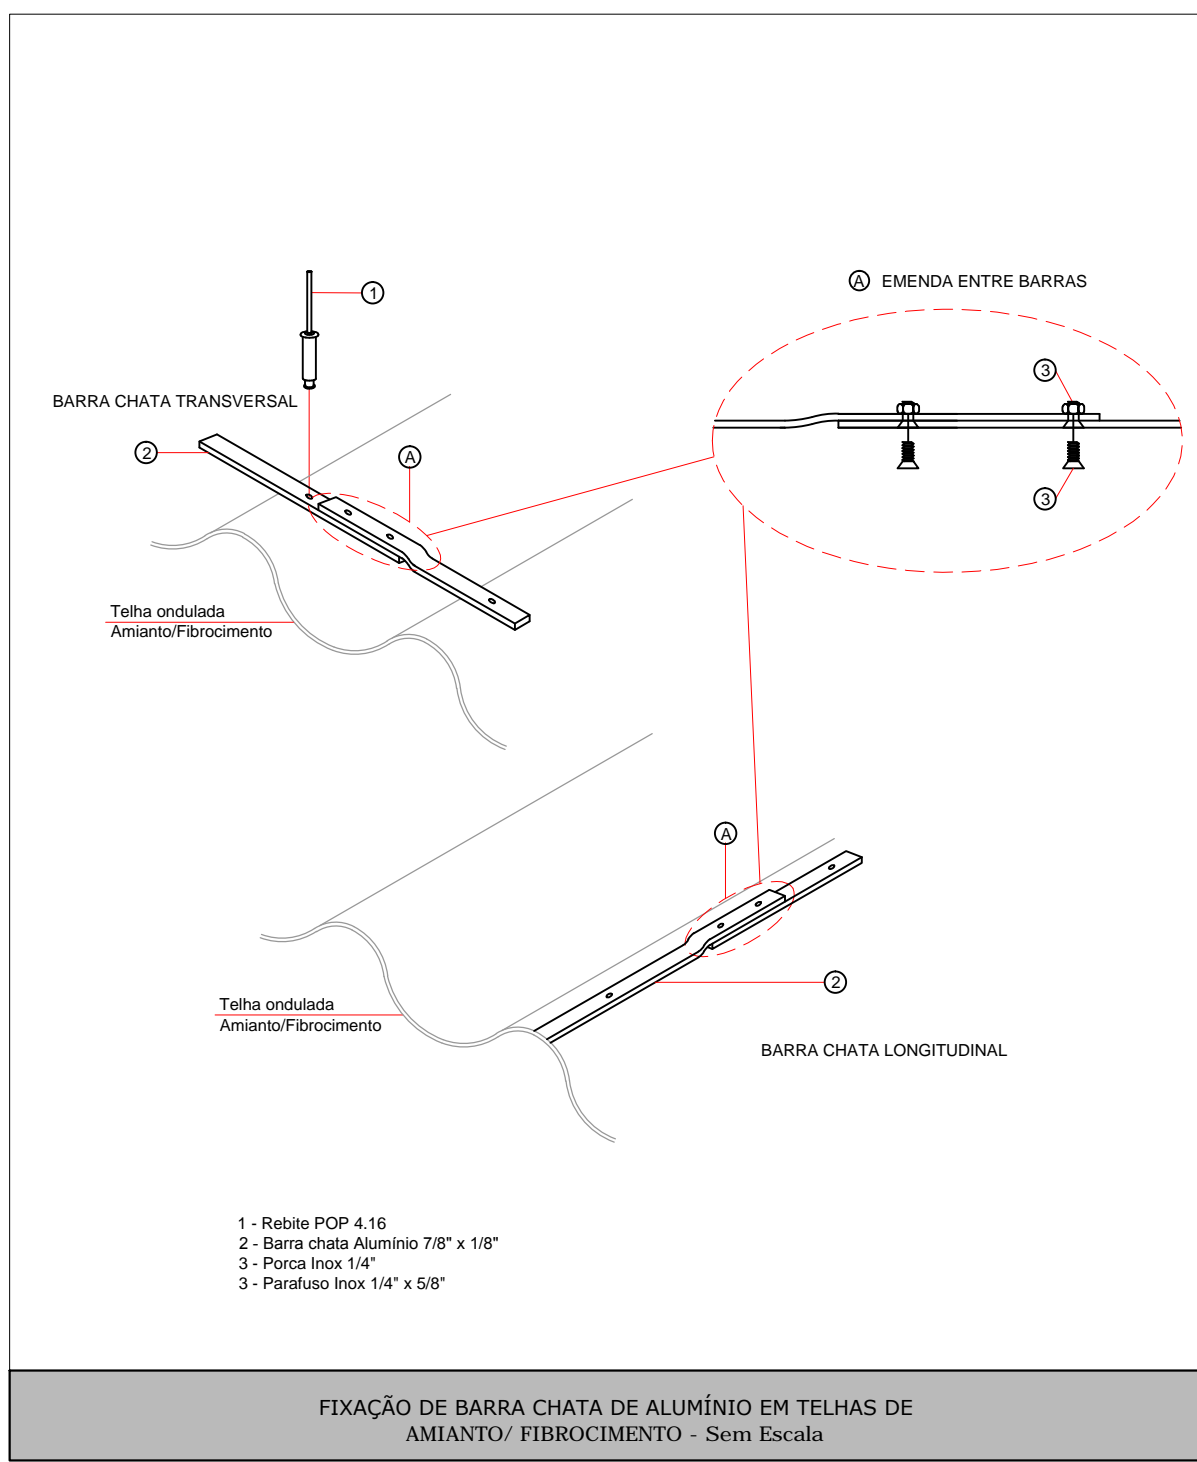 1
A EMENDA ENTRE BARRAS
3
BARRA CHATA TRANSVERSAL
2
A
3
Telha ondulada
Amianto/Fibrocimento
A
2
Telha ondulada
Amianto/Fibrocimento
BARRA CHATA LONGITUDINAL
1 - Rebite POP 4.16
2 - Barra chata Alumínio 7/8" x 1/8"
3 - Porca Inox 1/4"
3 - Parafuso Inox 1/4" x 5/8"
FIXAÇÃO DE BARRA CHATA DE ALUMÍNIO EM TELHAS DE
AMIANTO/ FIBROCIMENTO - Sem Escala